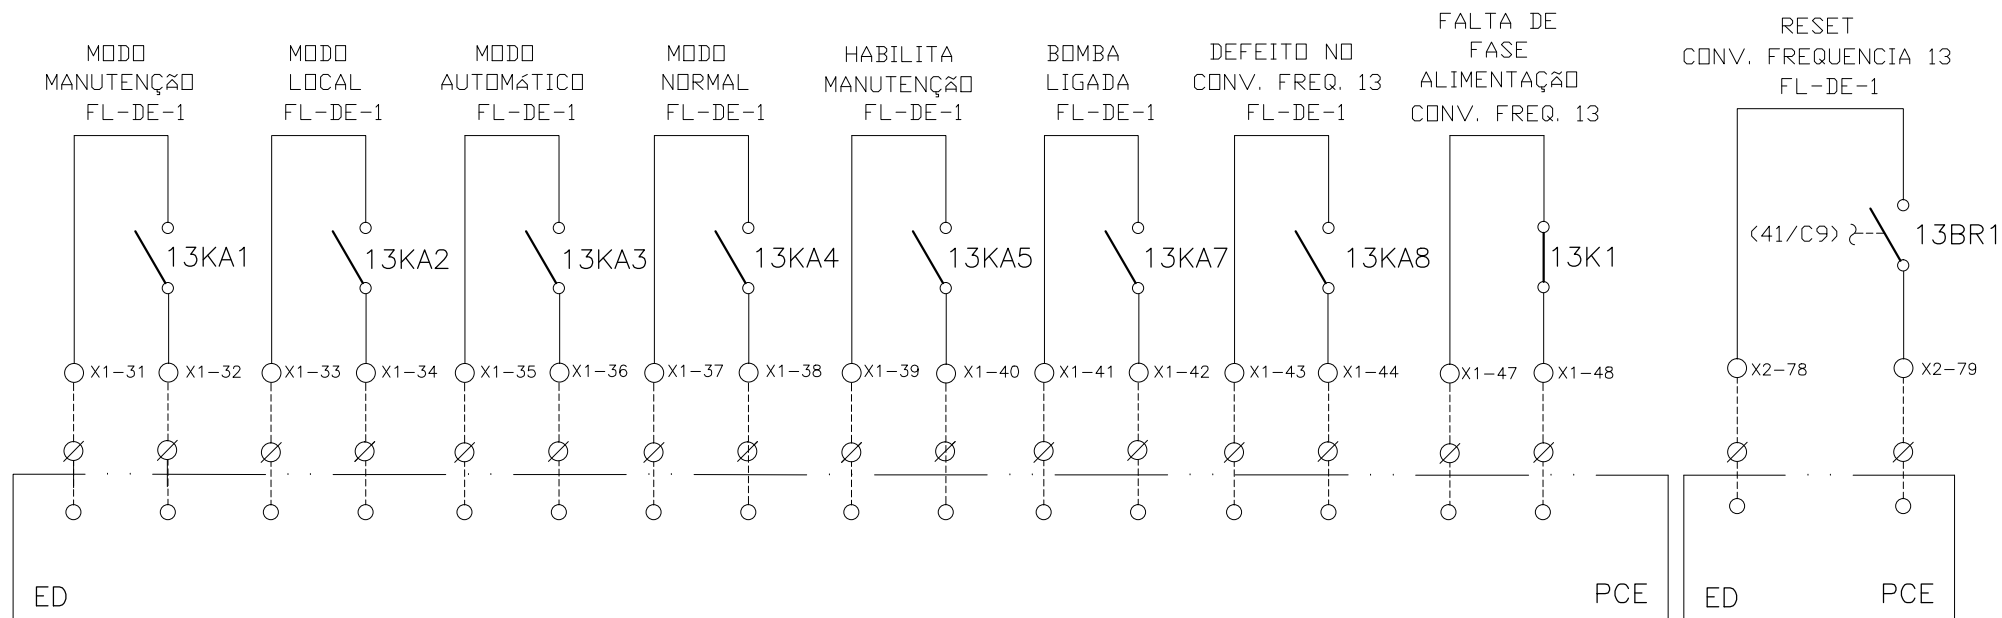 MODO
MANUTENÇÃO
FL-DE-1
MODO
LOCAL
FL-DE-1
MODO
AUTOMÁTICO
FL-DE-1
MODO
NORMAL
FL-DE-1
HABILITA
MANUTENÇÃO
FL-DE-1
BOMBA
LIGADA
FL-DE-1
DEFEITO NO
CONV. FREQ. 13
FL-DE-1
FALTA DE
FASE
ALIMENTAÇÃO
CONV. FREQ. 13
RESET
CONV. FREQUENCIA 13
FL-DE-1
13KA1
13KA2
13KA3
13KA4
13KA5
13KA7
13KA8
13K1
(41/C9)
13BR1
X1-31
X1-32
X1-33
X1-34
X1-35
X1-36
X1-37
X1-38
X1-39
X1-40
X1-41
X1-42
X1-43
X1-44
X1-47
X1-48
X2-78
X2-79
ED
PCE
ED
PCE